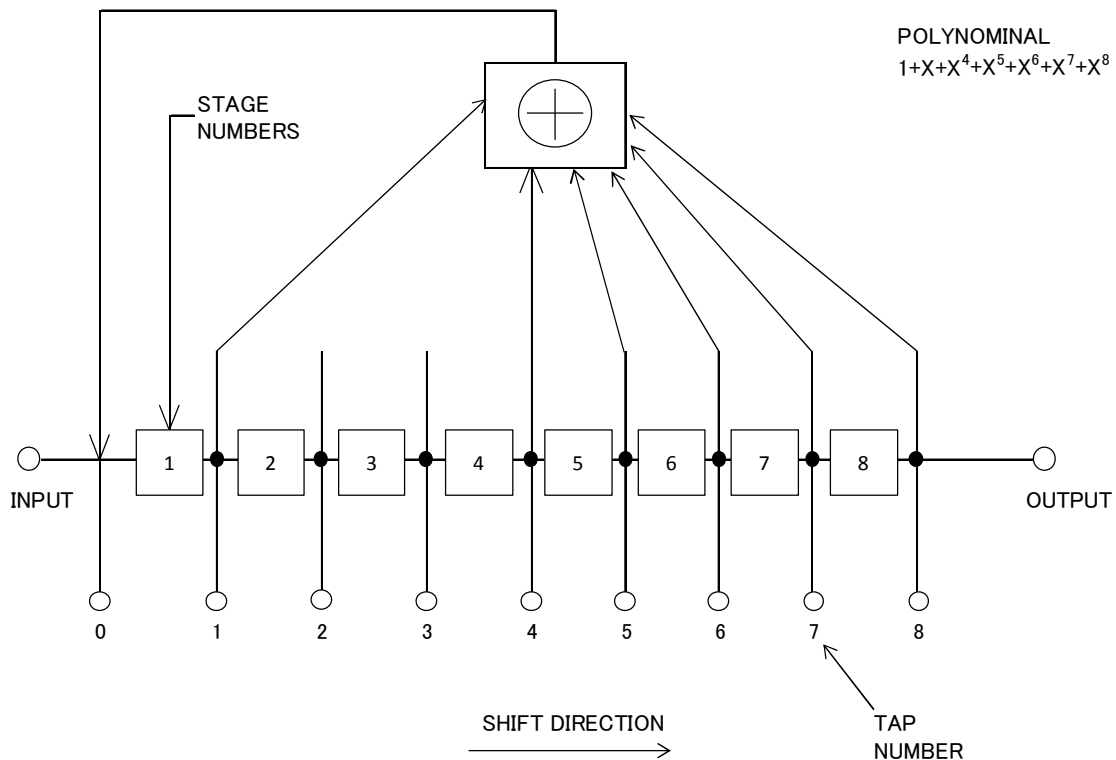 POLYNOMINAL
1+X+X⁴+X⁵+X⁶+X⁷+X⁸
STAGE
NUMBERS
1 2 3 4 5 6 7 8
INPUT
OUTPUT
0 1 2 3 4 5 6 7 8
SHIFT DIRECTION
TAP
NUMBER